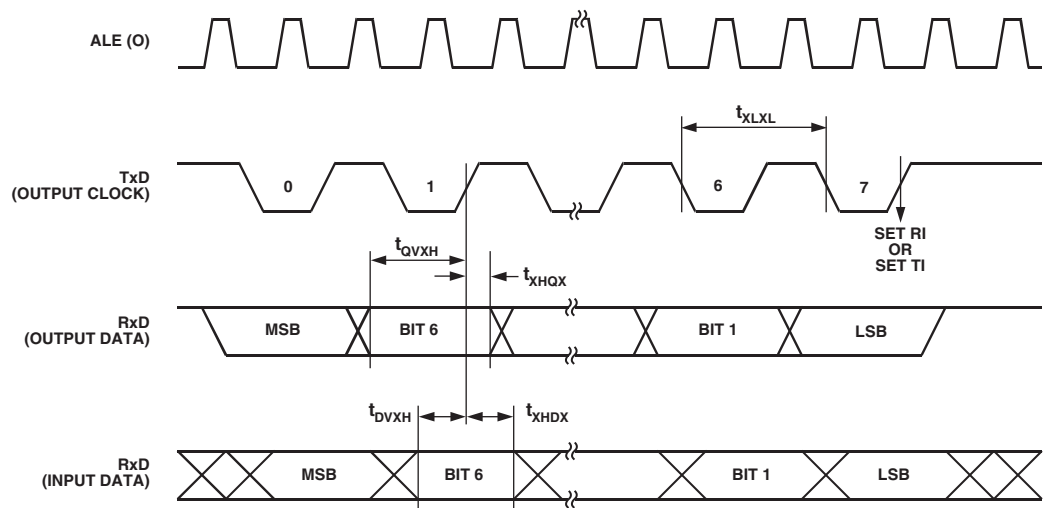 ALE (O)
t_XLXL
TxD
(OUTPUT CLOCK)
0
1
6
7
SET RI
OR
SET TI
t_QVXH
t_XHQX
RxD
(OUTPUT DATA)
MSB
BIT 6
BIT 1
LSB
t_DVXH
t_XHDX
RxD
(INPUT DATA)
MSB
BIT 6
BIT 1
LSB